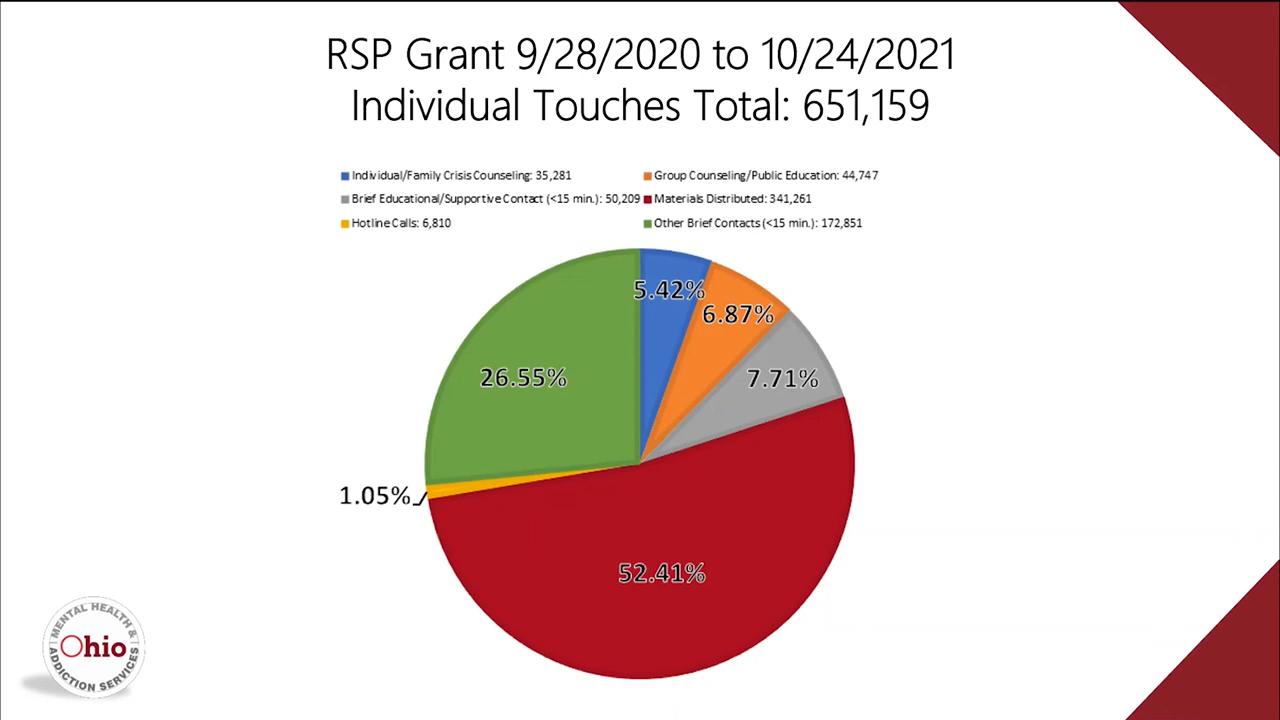 RSP Grant 9/28/2020 to 10/24/2021
Individual Touches Total: 651,159
Individual/Family Crisis Counseling: 35,281
Group Counseling/Public Education: 44,747
Brief Educational/Supportive Contact (<15 min.): 50,209
Materials Distributed: 341,261
Hotline Calls: 6,810
Other Brief Contacts (<15 min.): 172,851
5.42%
6.87%
26.55%
7.71%
1.05%
52.41%
MENTAL HEALTH &
Ohio
ADDICTION SERVICES